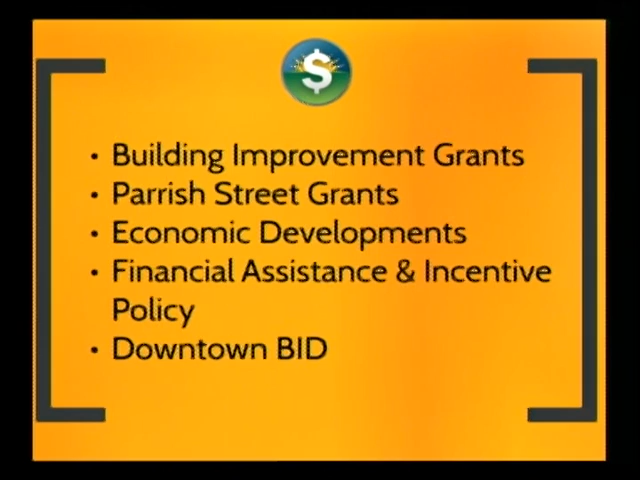 $
• Building Improvement Grants
• Parrish Street Grants
• Economic Developments
• Financial Assistance & Incentive
Policy
• Downtown BID